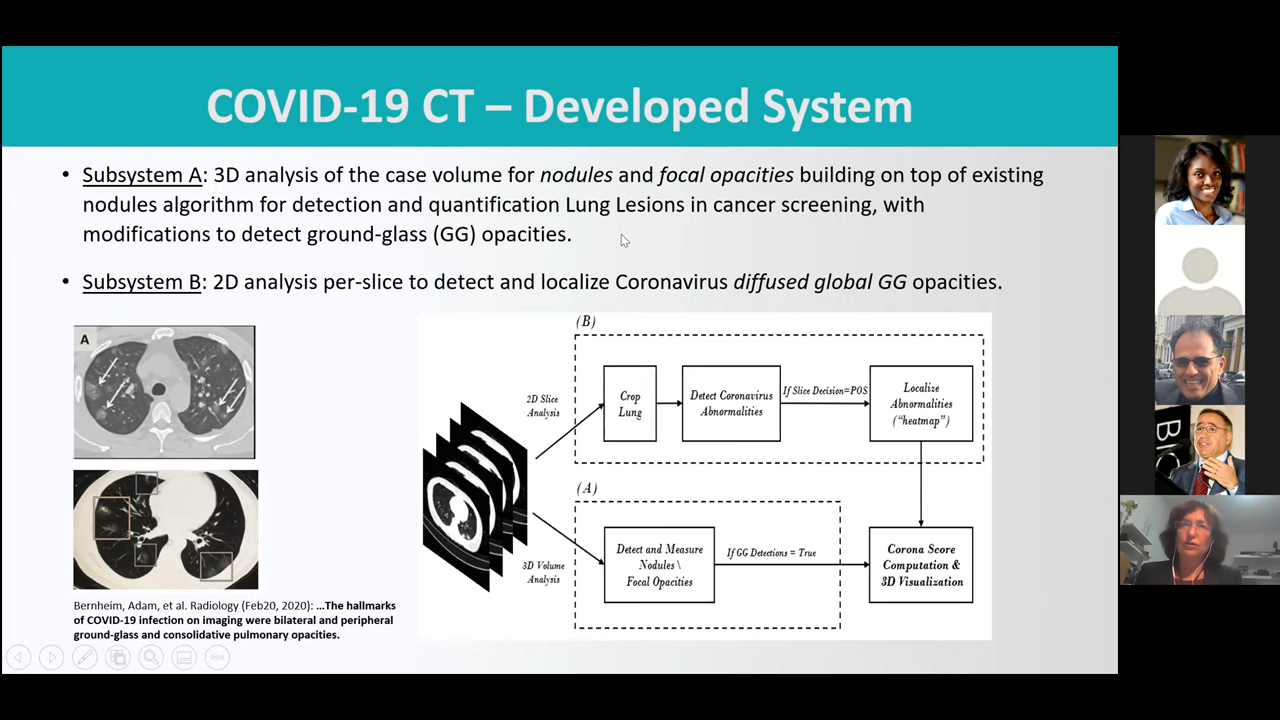 COVID-19 CT – Developed System
• Subsystem A: 3D analysis of the case volume for nodules and focal opacities building on top of existing
nodules algorithm for detection and quantification Lung Lesions in cancer screening, with
modifications to detect ground-glass (GG) opacities.
• Subsystem B: 2D analysis per-slice to detect and localize Coronavirus diffused global GG opacities.
A
Bernheim, Adam, et al. Radiology (Feb20, 2020): ...The hallmarks
of COVID-19 infection on imaging were bilateral and peripheral
ground-glass and consolidative pulmonary opacities.
(B)
2D Slice
Analysis
Crop
Lung
Detect Coronavirus
Abnormalities
If Slice Decision=POS
Localize
Abnormalities
("heatmap")
(A)
3D Volume
Analysis
Detect and Measure
Nodules \
Focal Opacities
If GG Detections = True
Corona Score
Computation &
3D Visualization